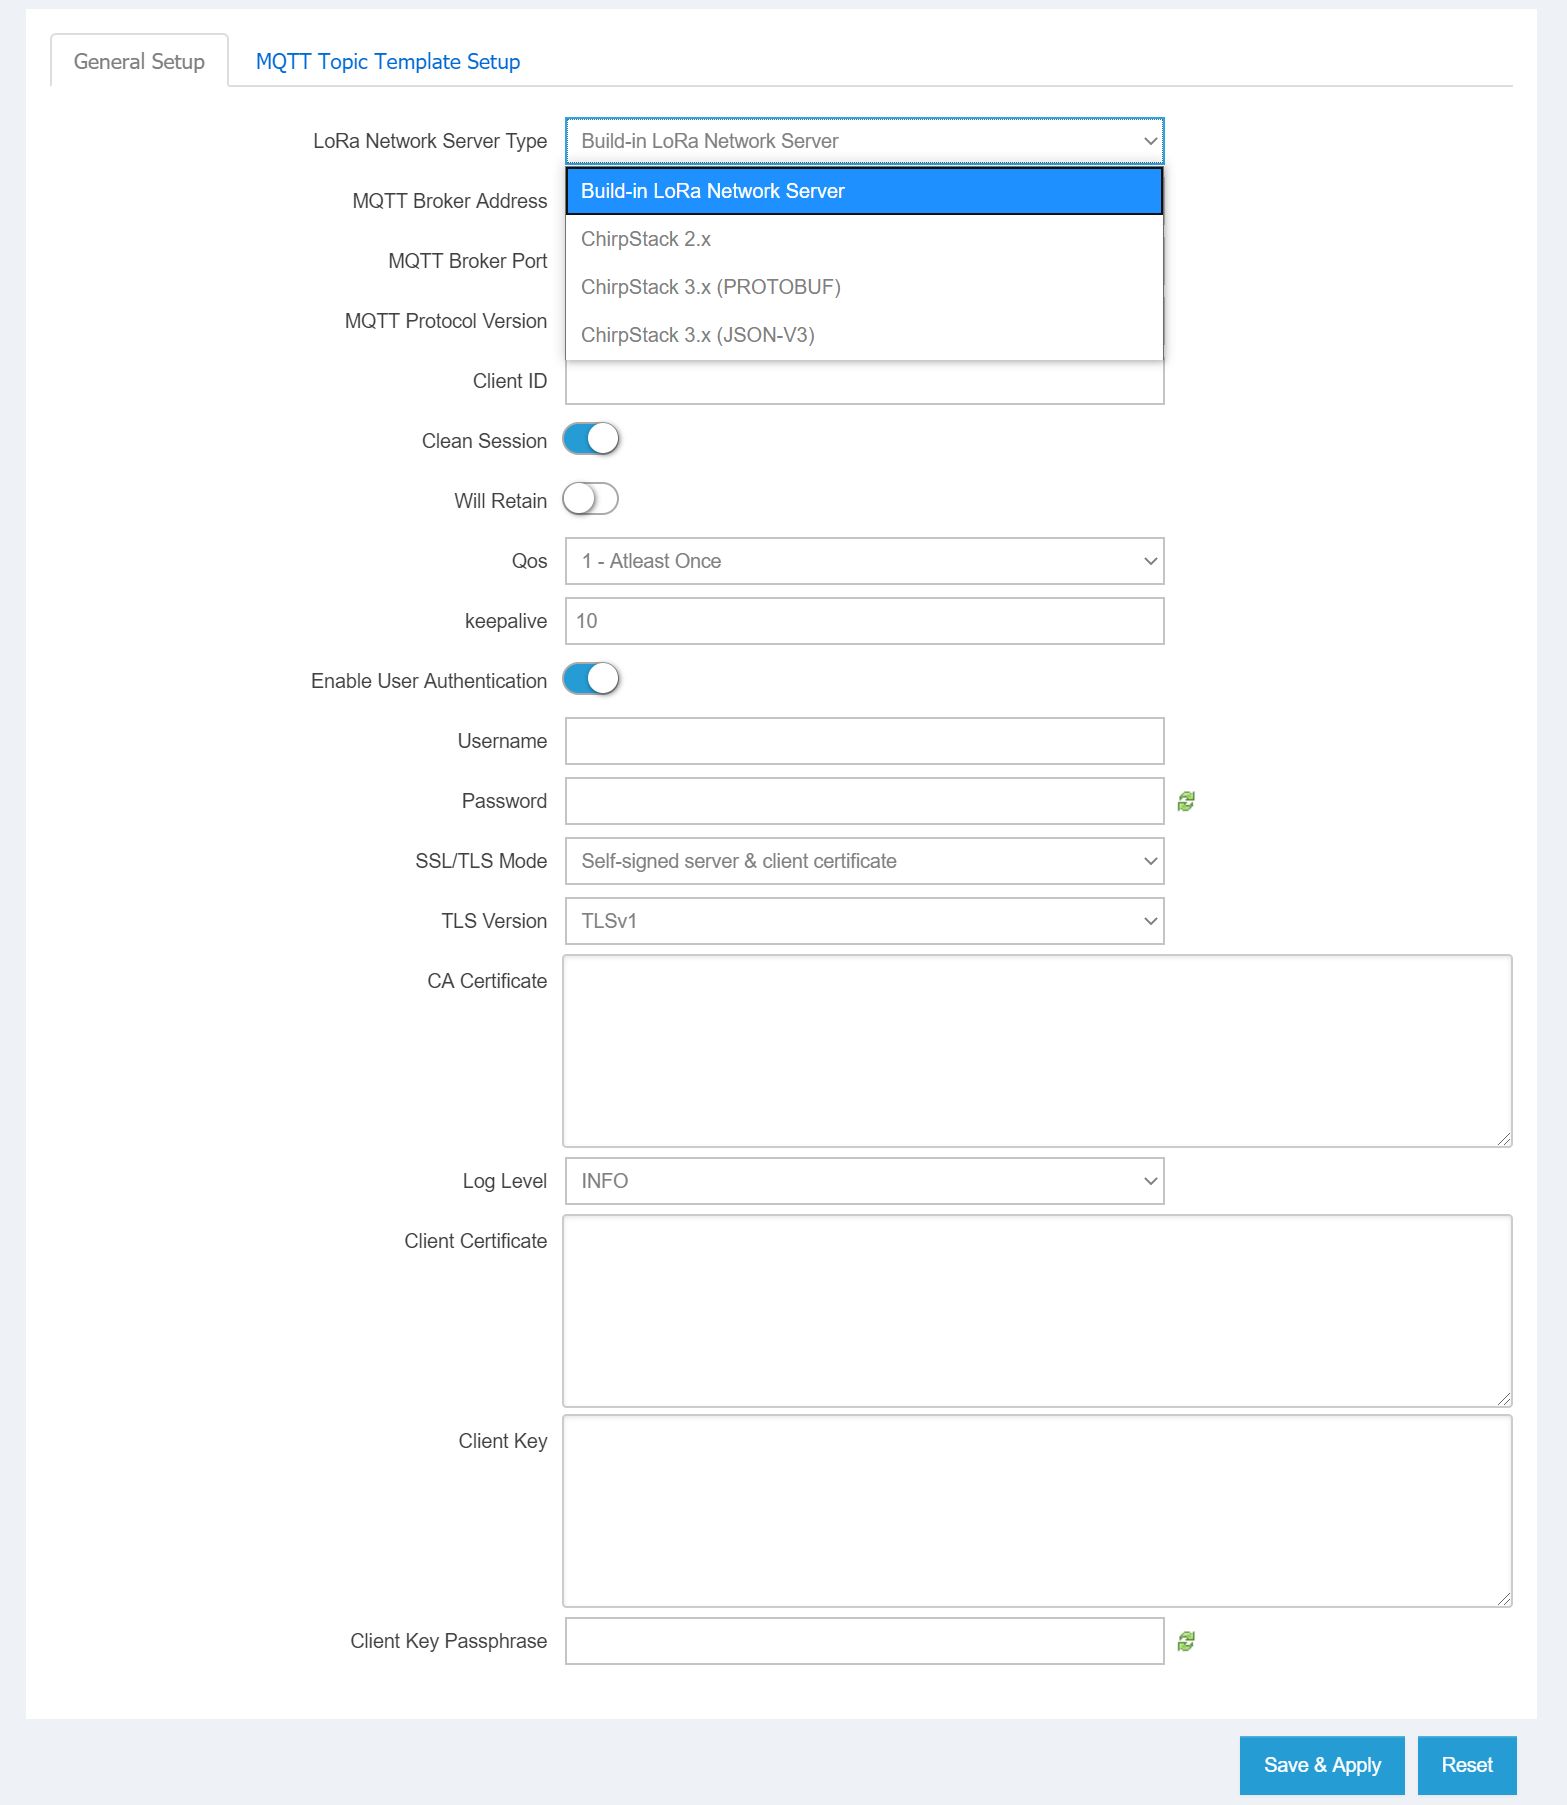 General Setup
MQTT Topic Template Setup
LoRa Network Server Type
Build-in LoRa Network Server
Build-in LoRa Network Server
ChirpStack 2.x
ChirpStack 3.x (PROTOBUF)
ChirpStack 3.x (JSON-V3)
MQTT Broker Address
MQTT Broker Port
MQTT Protocol Version
Client ID
Clean Session
Will Retain
Qos
1 - Atleast Once
keepalive
10
Enable User Authentication
Username
Password
SSL/TLS Mode
Self-signed server & client certificate
TLS Version
TLSv1
CA Certificate
Log Level
INFO
Client Certificate
Client Key
Client Key Passphrase
Save & Apply
Reset